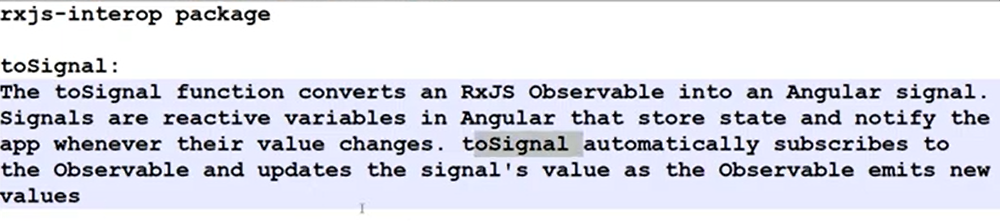 rxjs-interop package
toSignal:
The toSignal function converts an RxJS Observable into an Angular signal.
Signals are reactive variables in Angular that store state and notify the
app whenever their value changes. toSignal automatically subscribes to
the Observable and updates the signal's value as the Observable emits new
values